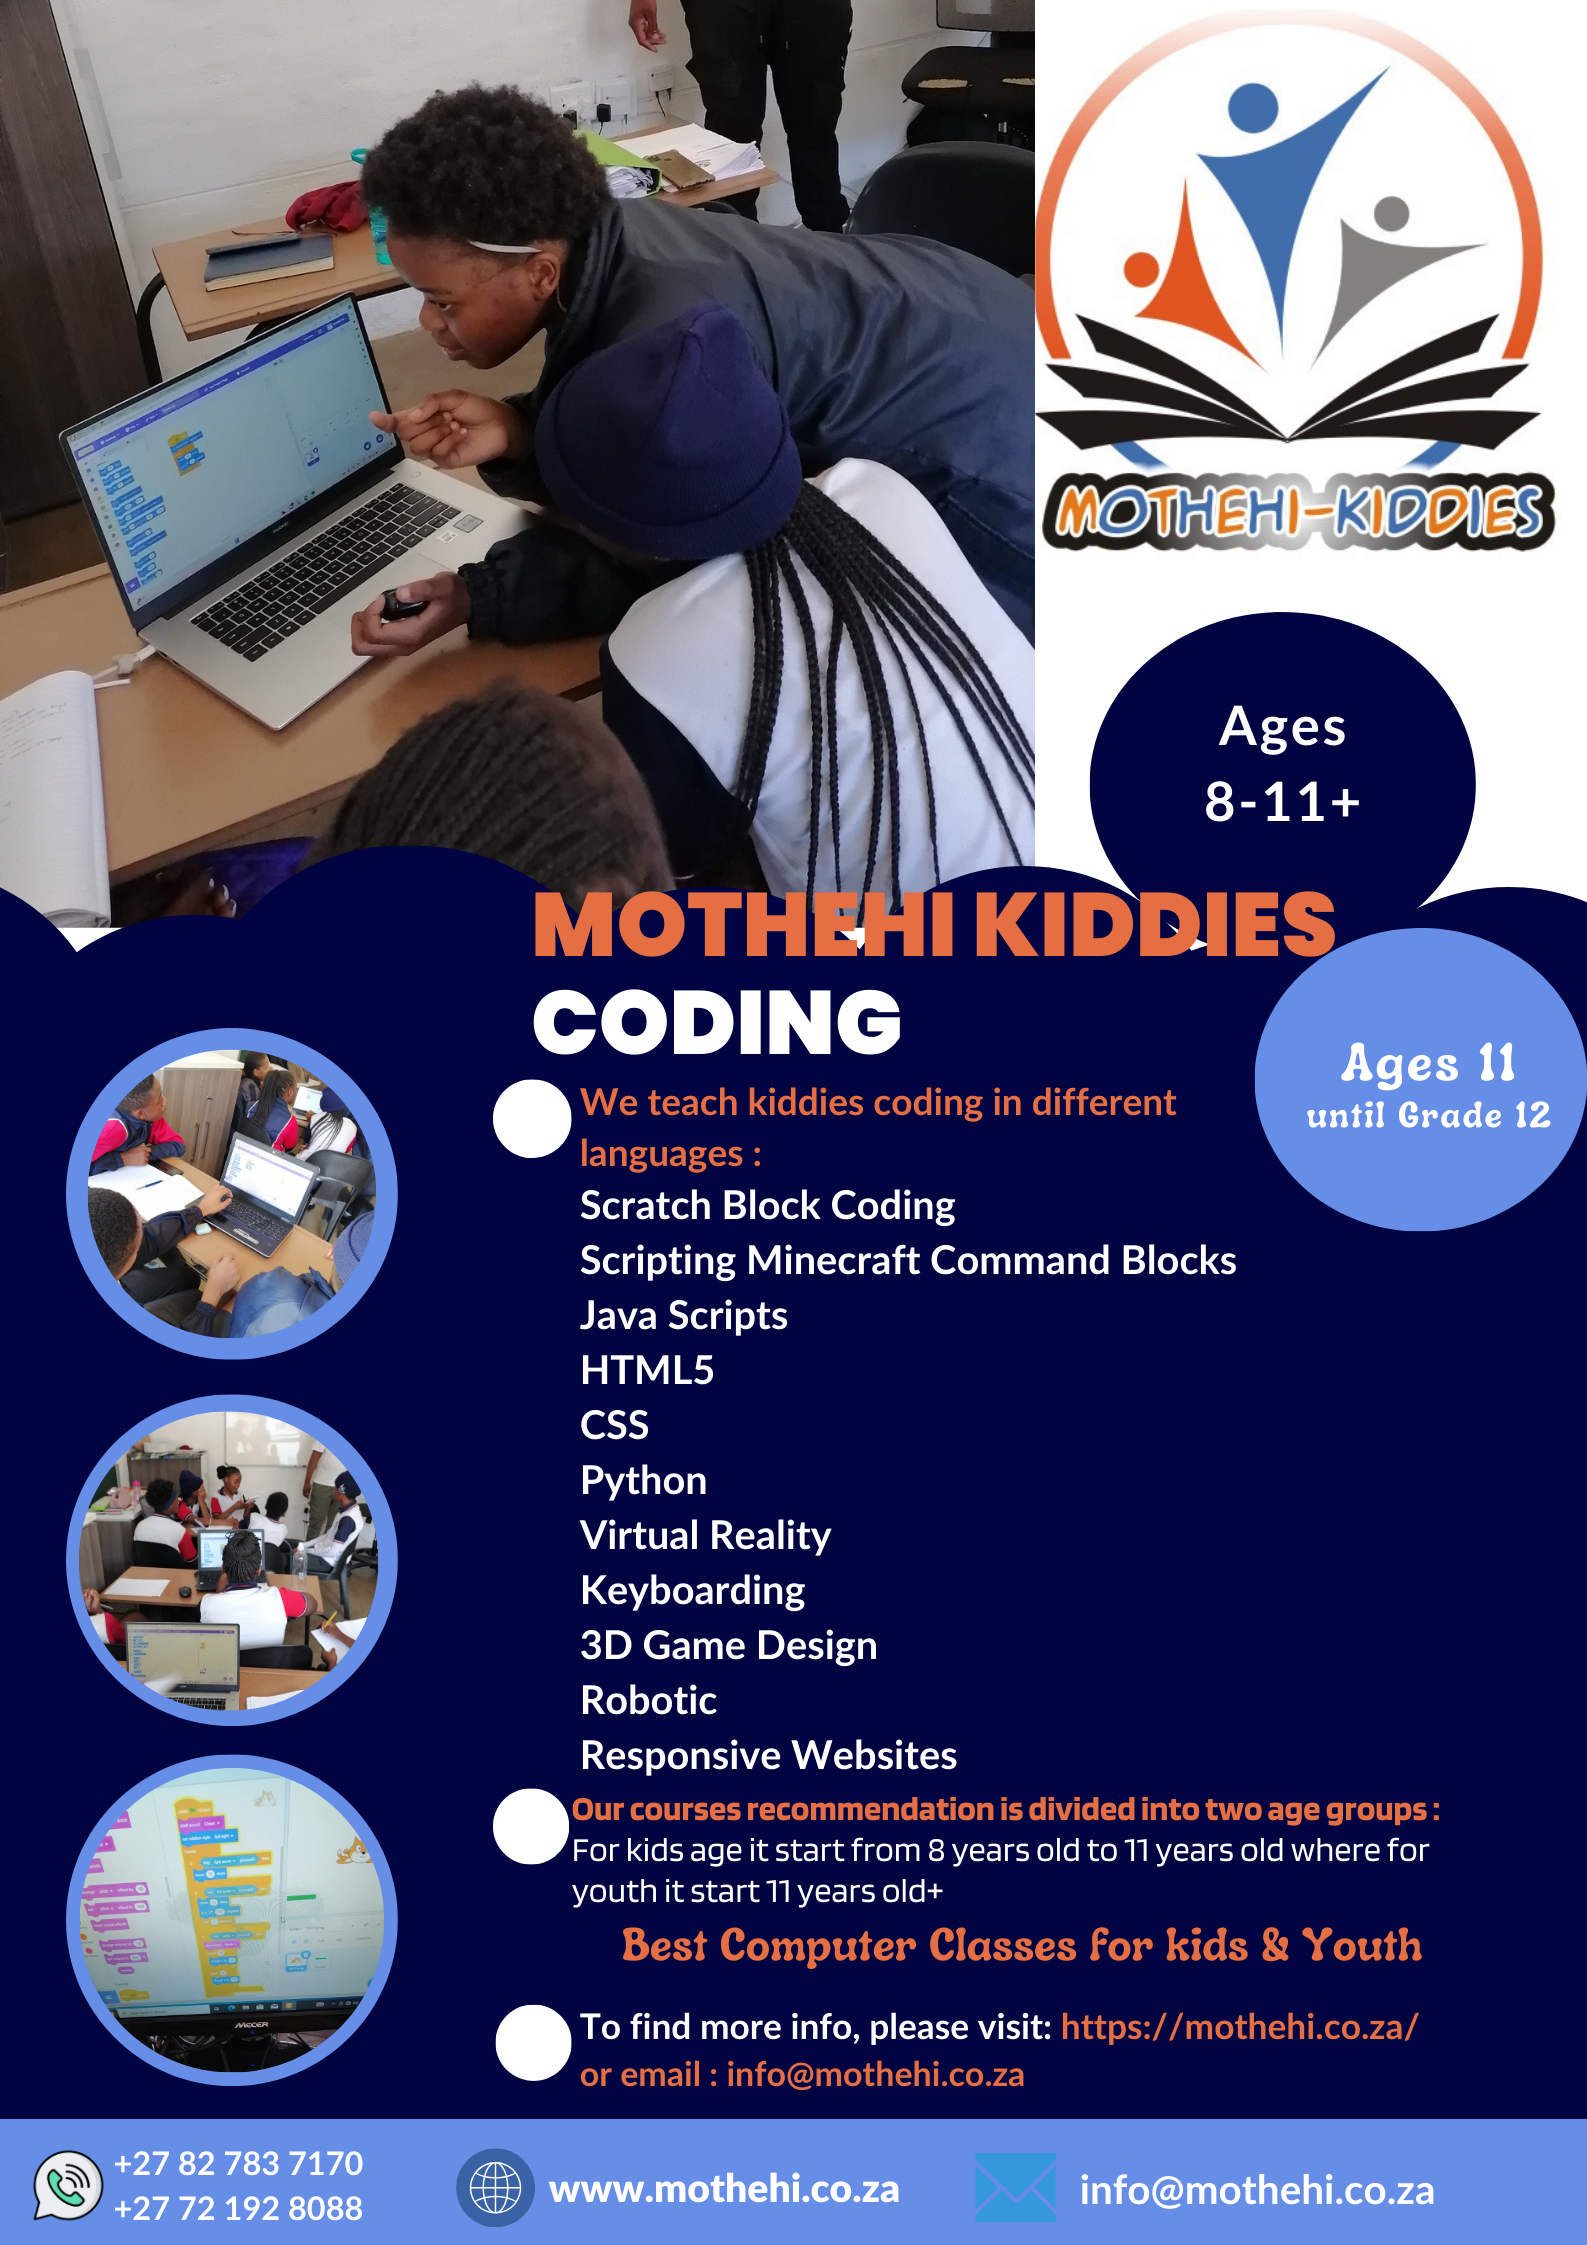 MOTHEHI-KIDDIES
Ages
8-11+
MOTHEHI KIDDIES
CODING
Ages 11
until Grade 12
We teach kiddies coding in different
languages :
Scratch Block Coding
Scripting Minecraft Command Blocks
Java Scripts
HTML5
CSS
Python
Virtual Reality
Keyboarding
3D Game Design
Robotic
Responsive Websites
Our courses recommendation is divided into two age groups :
For kids age it start from 8 years old to 11 years old where for
youth it start 11 years old+
Best Computer Classes for kids & Youth
To find more info, please visit: https://mothehi.co.za/
or email : info@mothehi.co.za
MECER
+27 82 783 7170
+27 72 192 8088
www.mothehi.co.za
info@mothehi.co.za